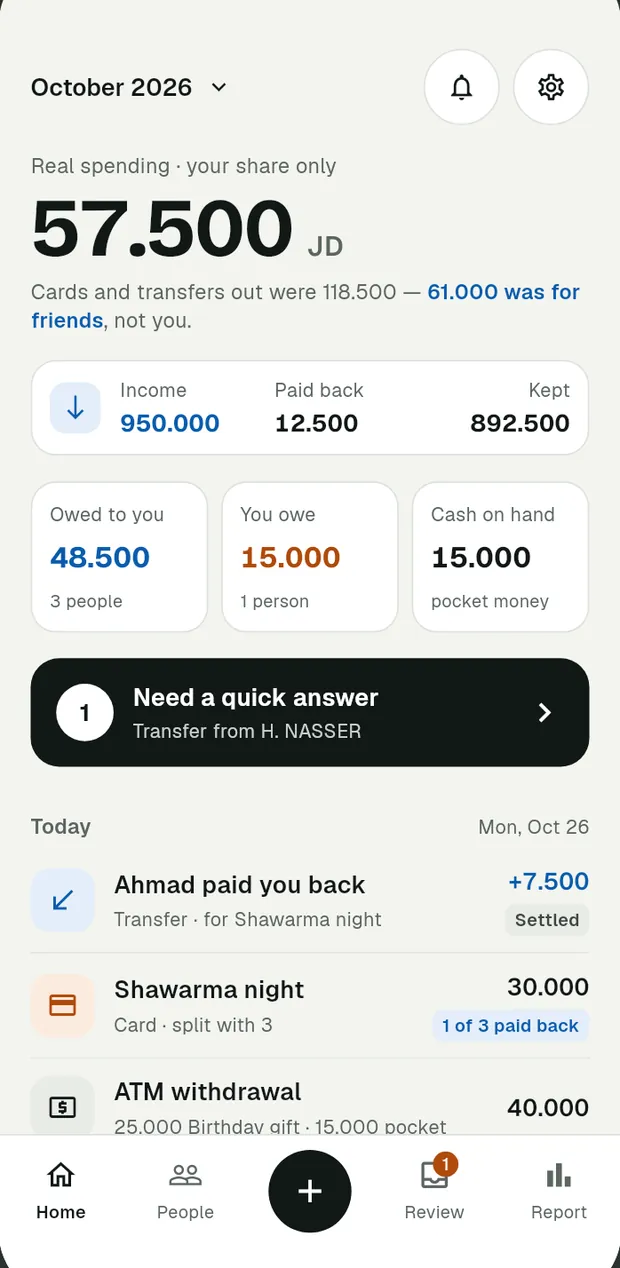 October 2026
Real spending · your share only
57.500 JD
Cards and transfers out were 118.500 — 61.000 was for
friends, not you.
Income Paid back Kept
950.000 12.500 892.500
Owed to you You owe Cash on hand
48.500 15.000 15.000
3 people 1 person pocket money
1 Need a quick answer
Transfer from H. NASSER
Today Mon, Oct 26
Ahmad paid you back +7.500
Transfer · for Shawarma night Settled
Shawarma night 30.000
Card · split with 3 1 of 3 paid back
ATM withdrawal 40.000
25.000 Birthday gift · 15.000 pocket
1
Home People Review Report